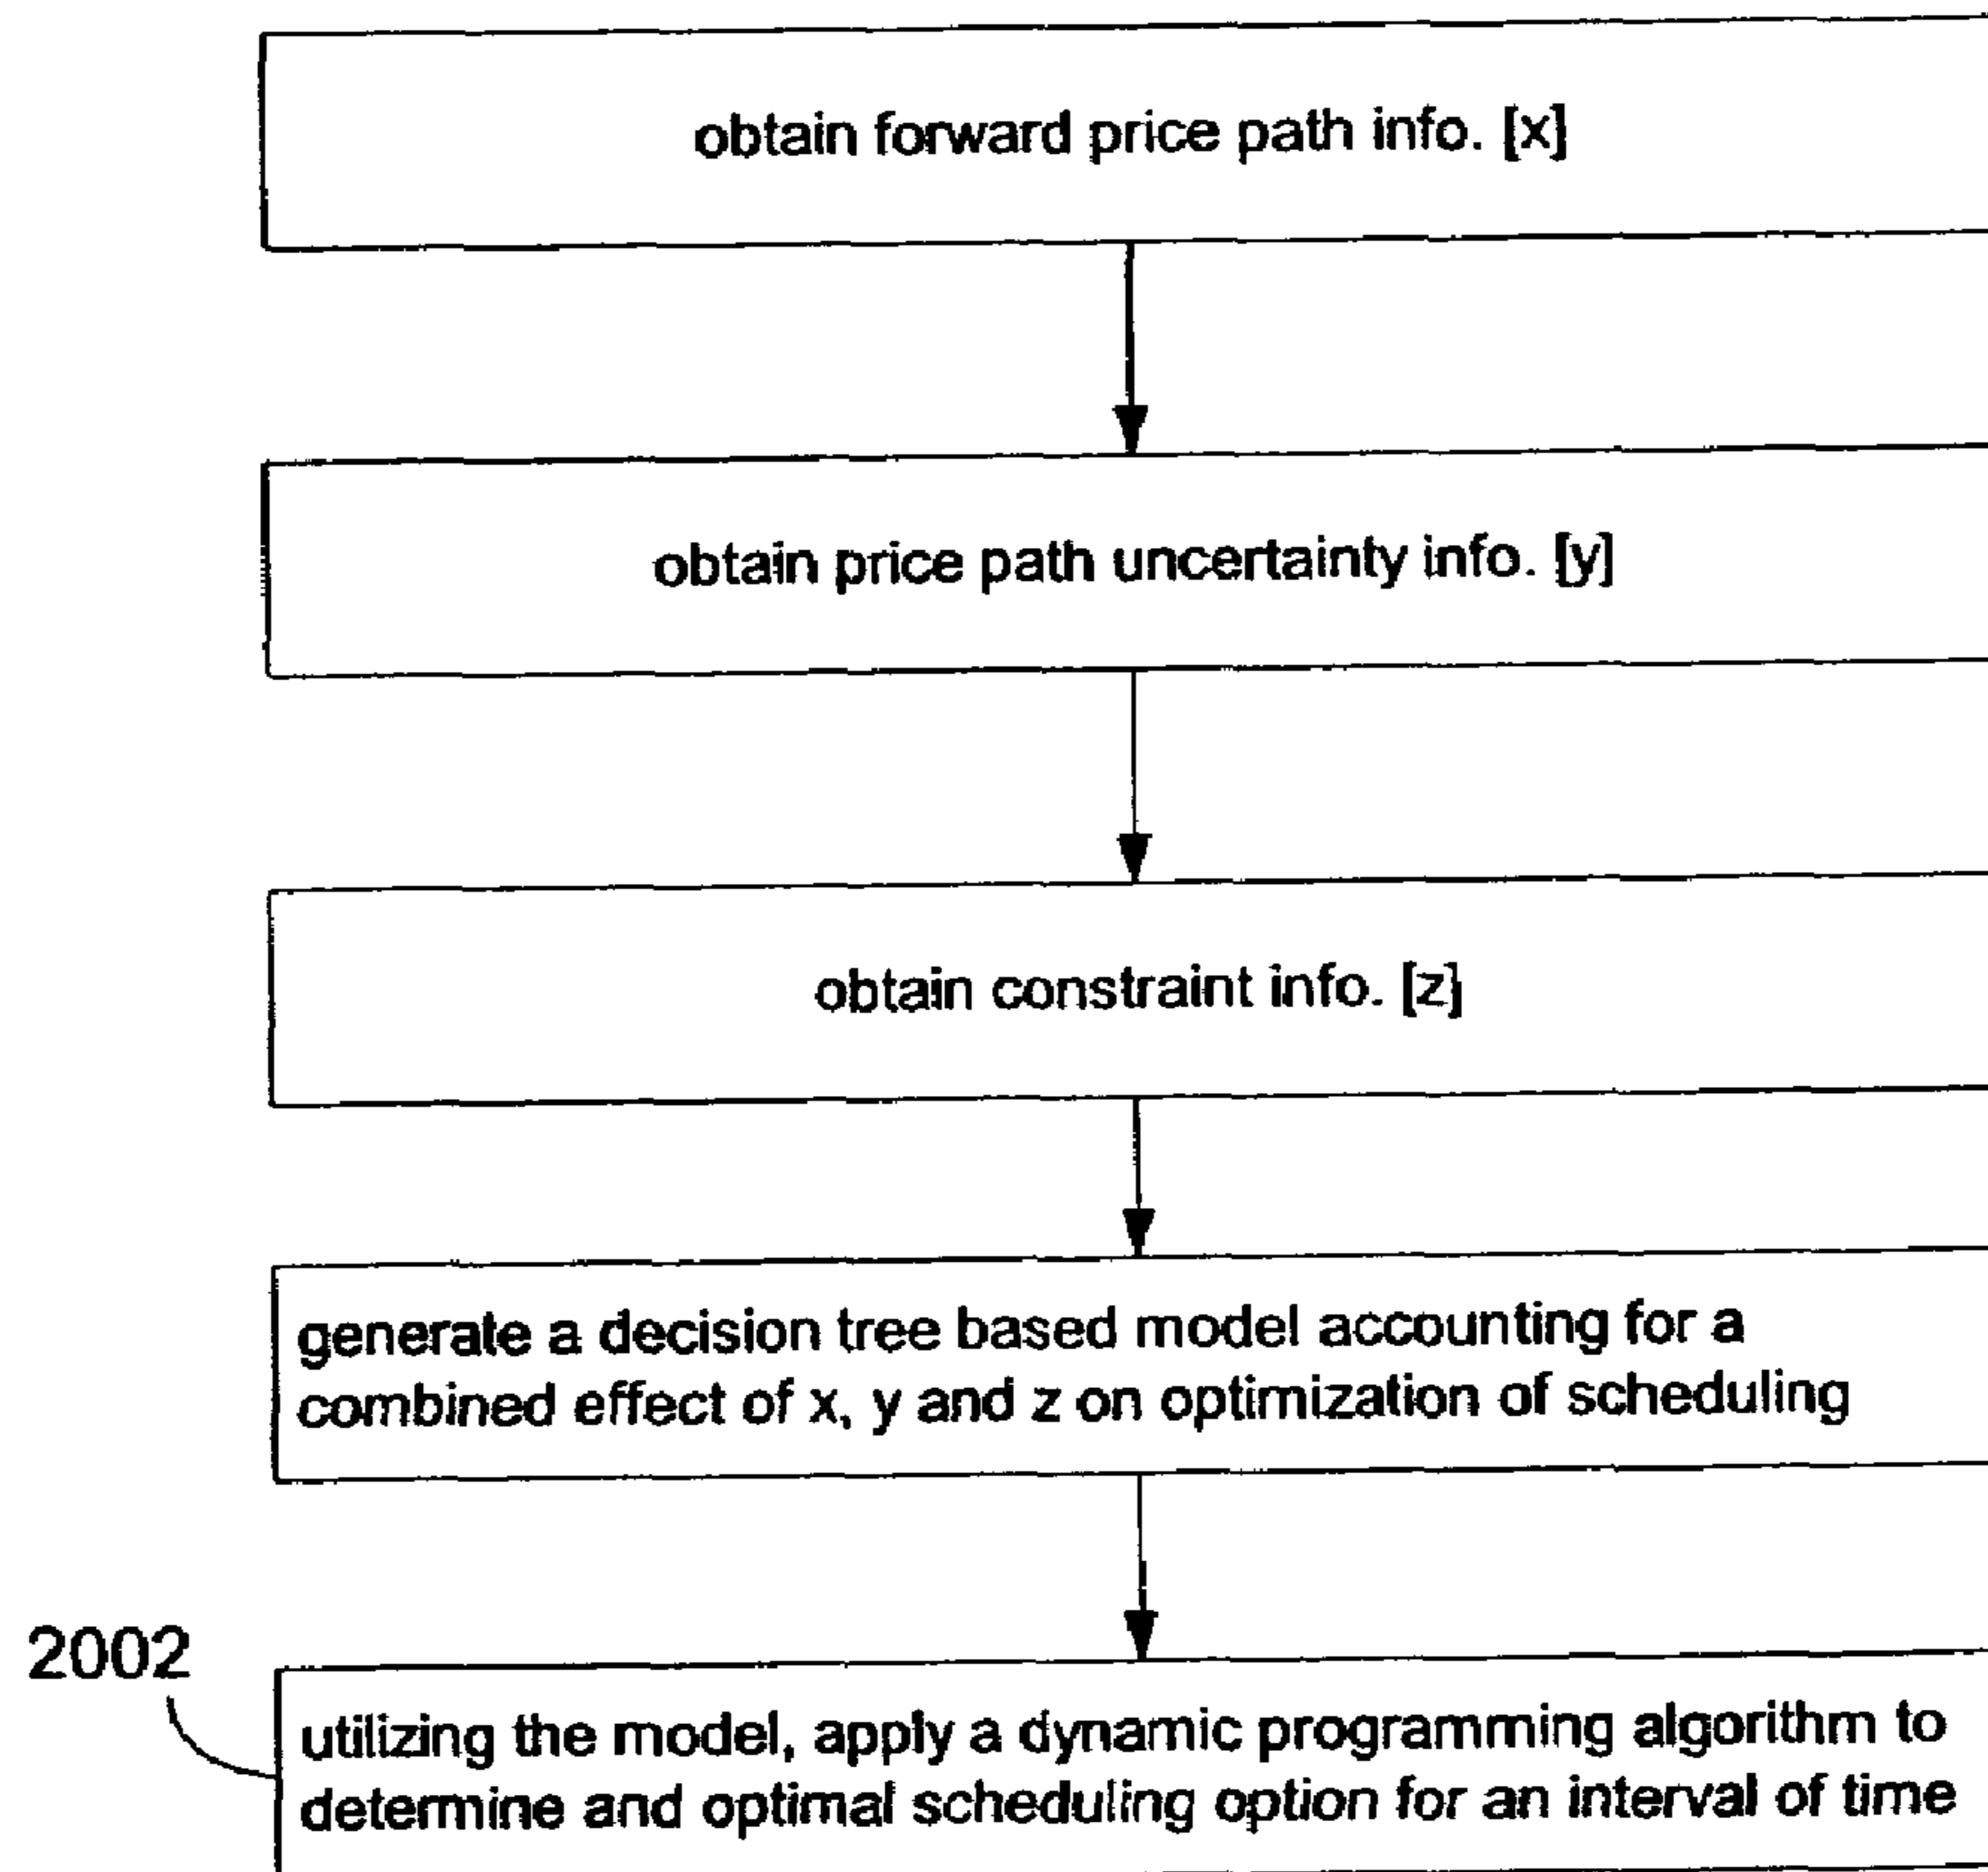 obtain forward price path info. [x]
obtain price path uncertainty info. [y]
obtain constraint info. [z]
generate a decision tree based model accounting for a
combined effect of x, y and z on optimization of scheduling
2002
utilizing the model, apply a dynamic programming algorithm to
determine and optimal scheduling option for an interval of time